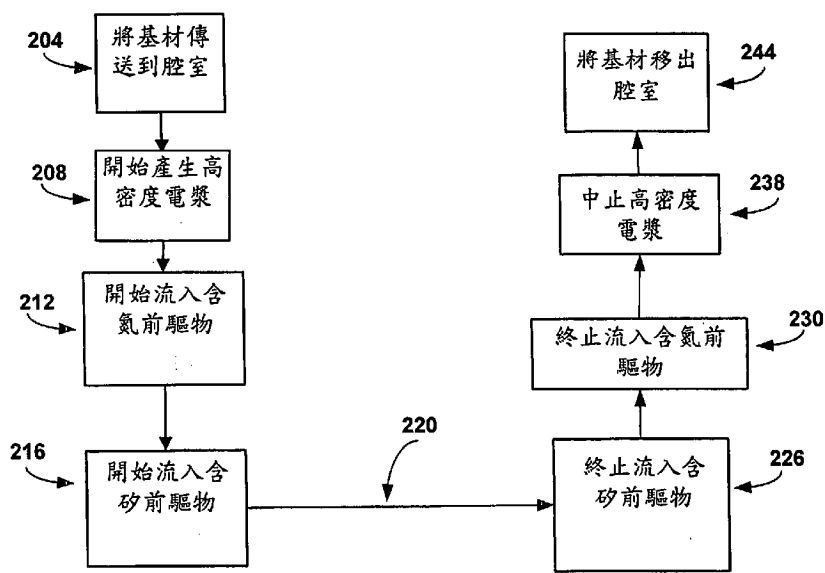 204
將基材傳
送到腔室
208
開始產生高
密度電漿
212
開始流入含
氮前驅物
216
開始流入含
矽前驅物
220
終止流入含
矽前驅物
226
終止流入含氮前
驅物
230
中止高密度
電漿
238
將基材移出
腔室
244